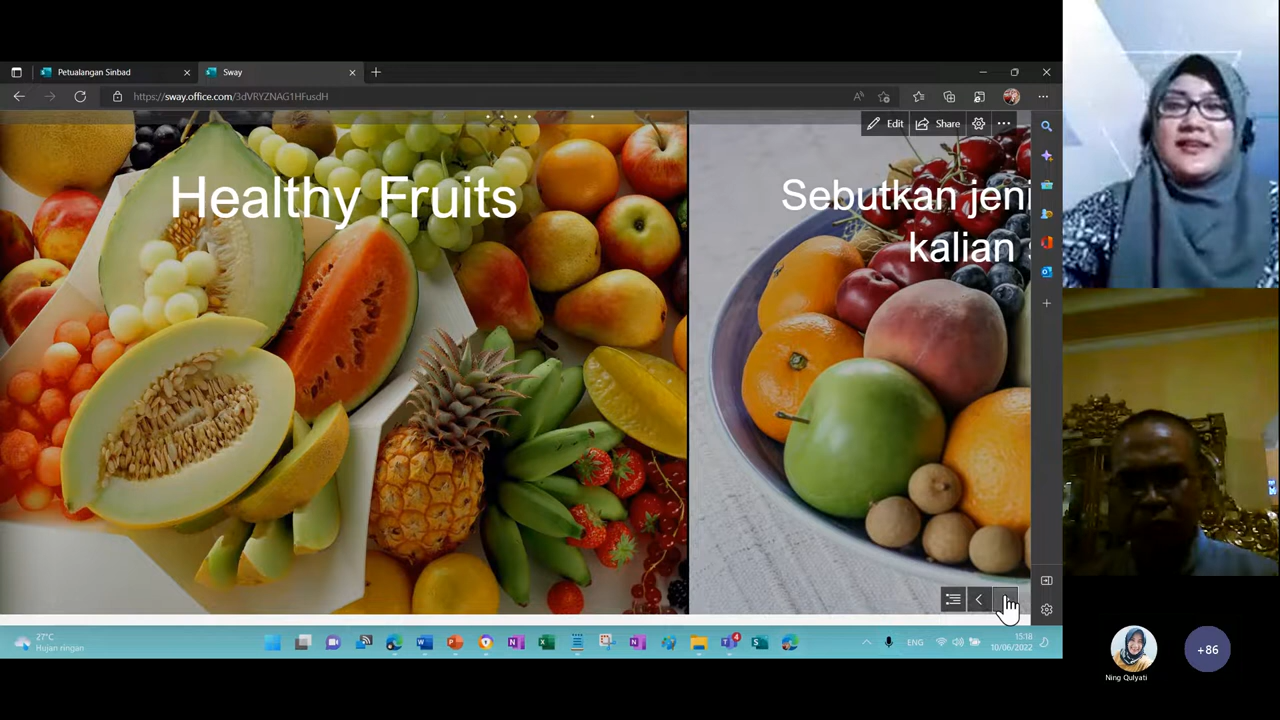 Petualangan Sinbad
Sway
https://sway.office.com/3dVRYZNAG1HFusdH
Edit
Share
Healthy Fruits
Sebutkan jeni
kalian
27°C
Hujan ringan
4
ENG
15:18
10/06/2022
Ning Qulyati
+86